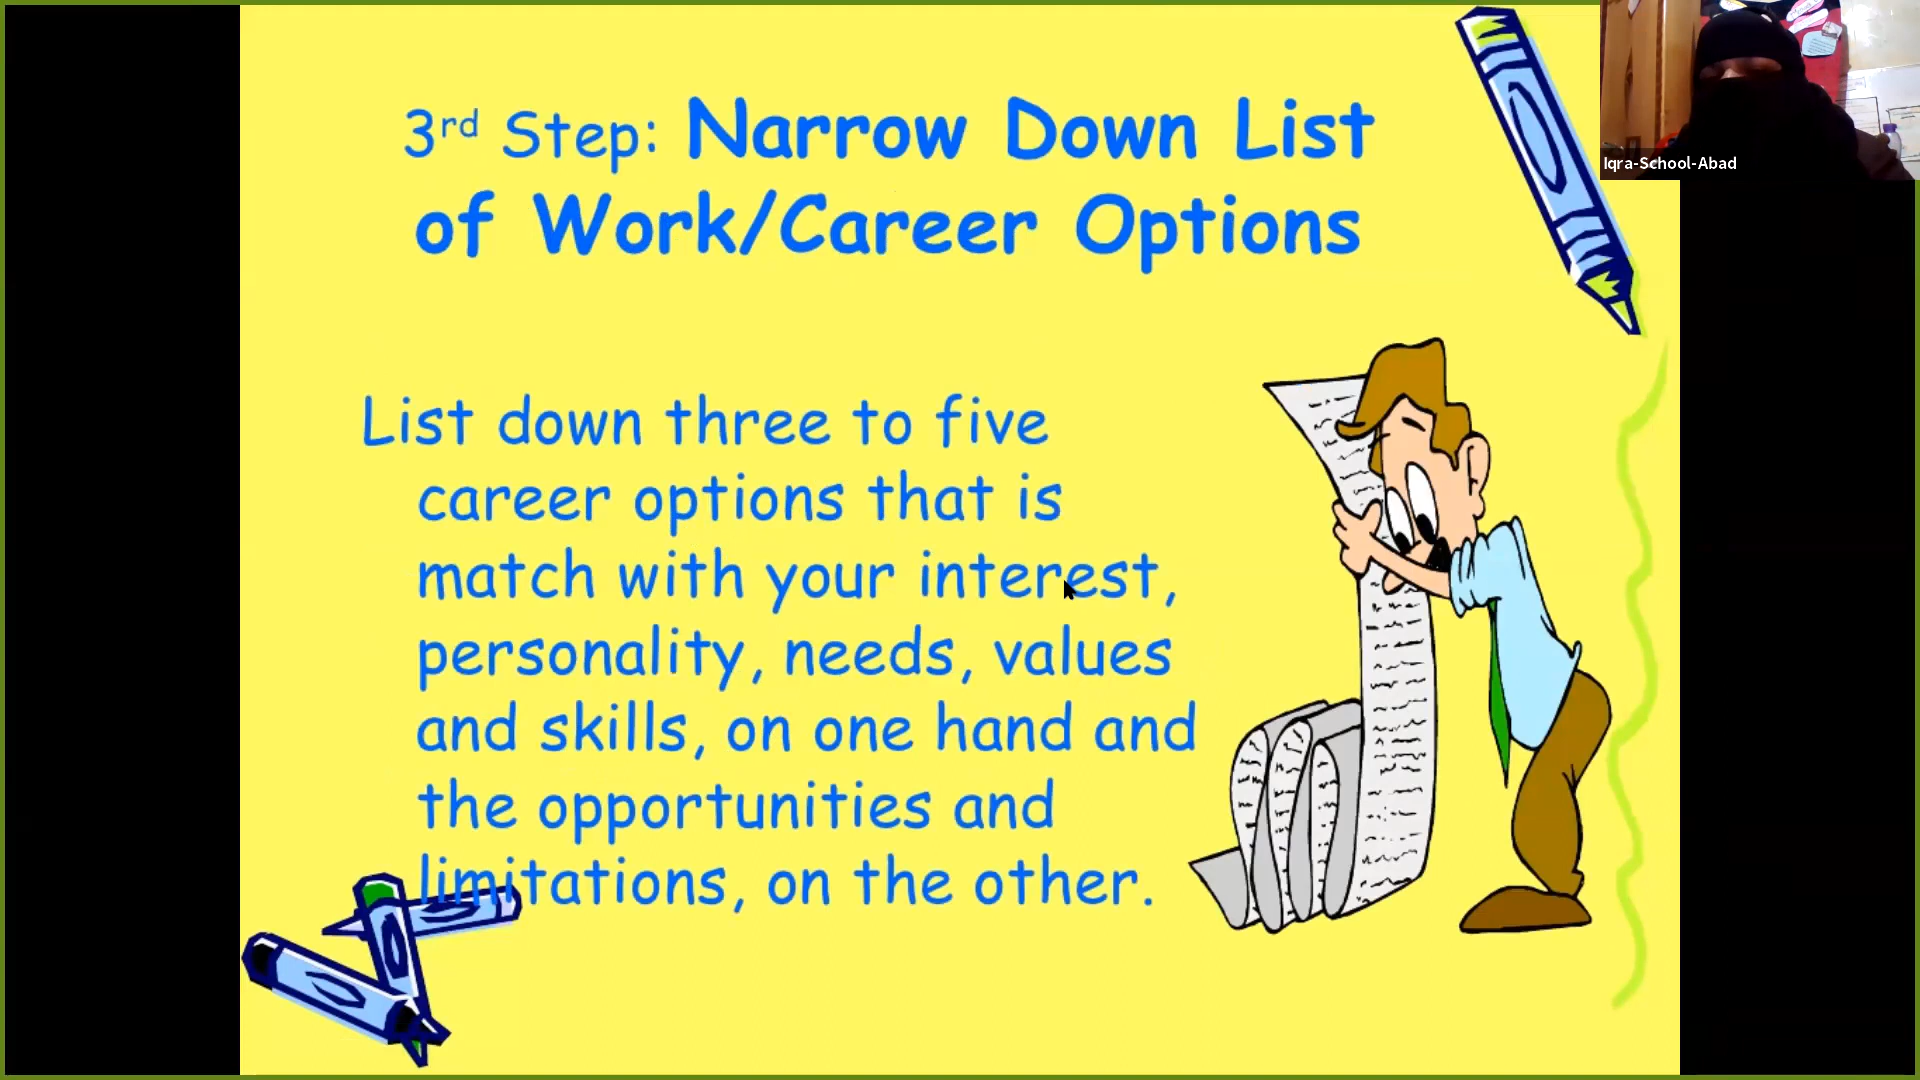 3rd Step: Narrow Down List
of Work/Career Options
List down three to five
career options that is
match with your interest,
personality, needs, values
and skills, on one hand and
the opportunities and
limitations, on the other.
Iqra-School-Abad